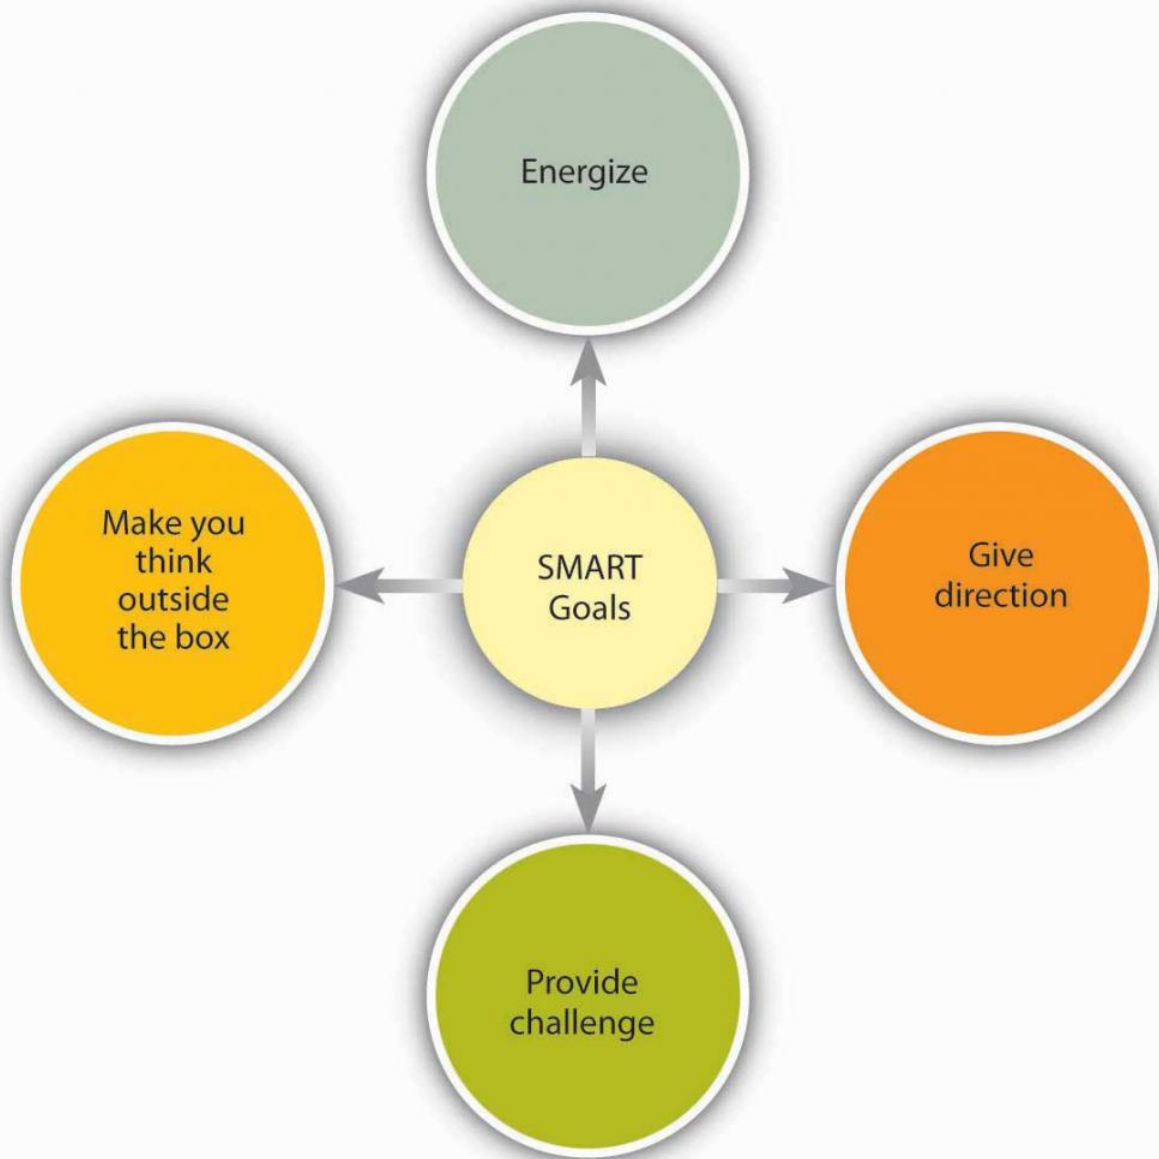 Energize
Make you
think
outside
the box
SMART
Goals
Give
direction
Provide
challenge